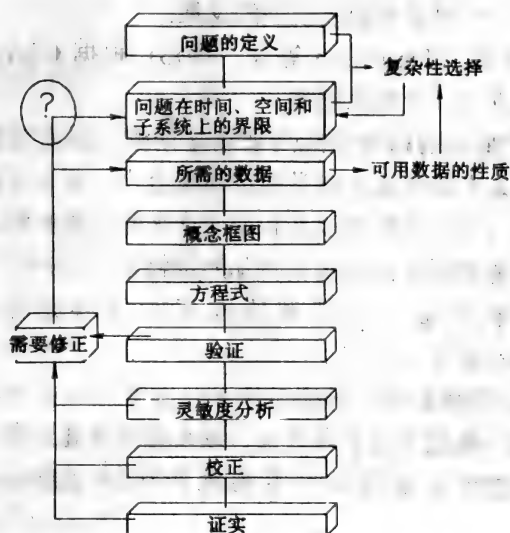 问题的定义
复杂性选择
?
问题在时间、空间和
子系统上的界限
所需的数据
可用数据的性质
概念框图
方程式
需要修正
验证
灵敏度分析
校正
证实